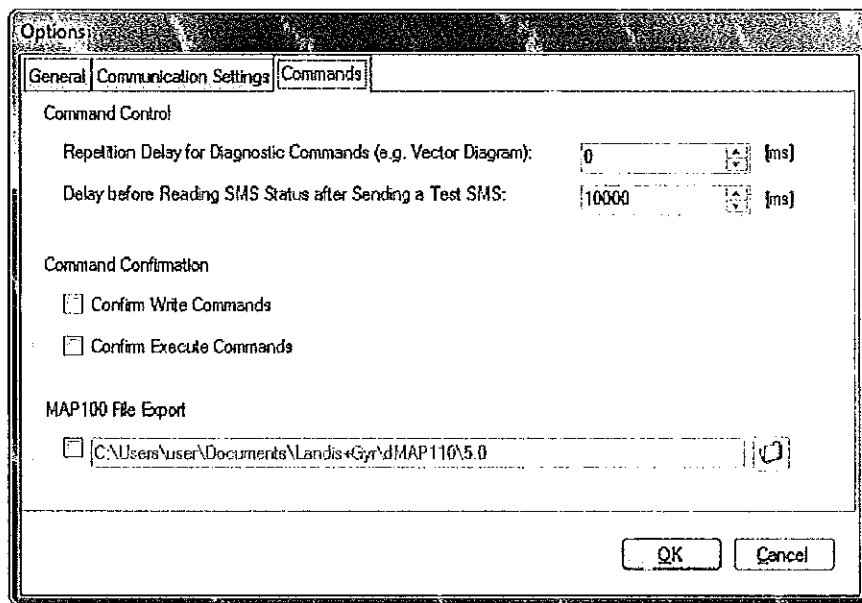 Options
General Communication Settings Commands
Command Control
Repetition Delay for Diagnostic Commands (e.g. Vector Diagram): 0 [ms]
Delay before Reading SMS Status after Sending a Test SMS: 10000 [ms]
Command Confirmation
Confirm Write Commands
Confirm Execute Commands
MAP100 File Export
C:\Users\user\Documents\Landis+Gyr\dMAP110\5.0
OK Cancel